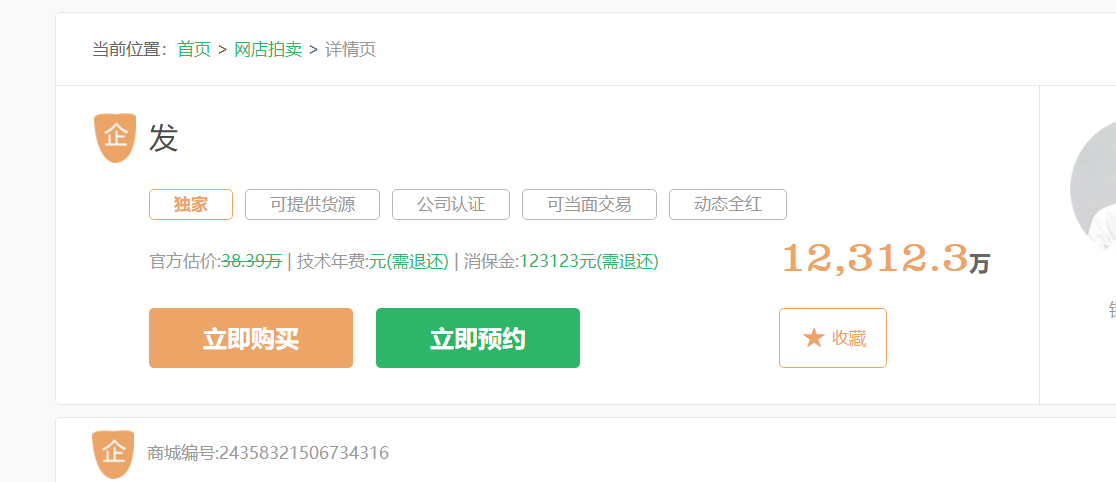 当前位置：首页 > 网店拍卖 > 详情页
企 发
独家 可提供货源 公司认证 可当面交易 动态全红
官方估价:38.39万 | 技术年费:元(需退还) | 消保金:123123元(需退还) 12,312.3万
立即购买 立即预约 ★ 收藏
企 商城编号:24358321506734316